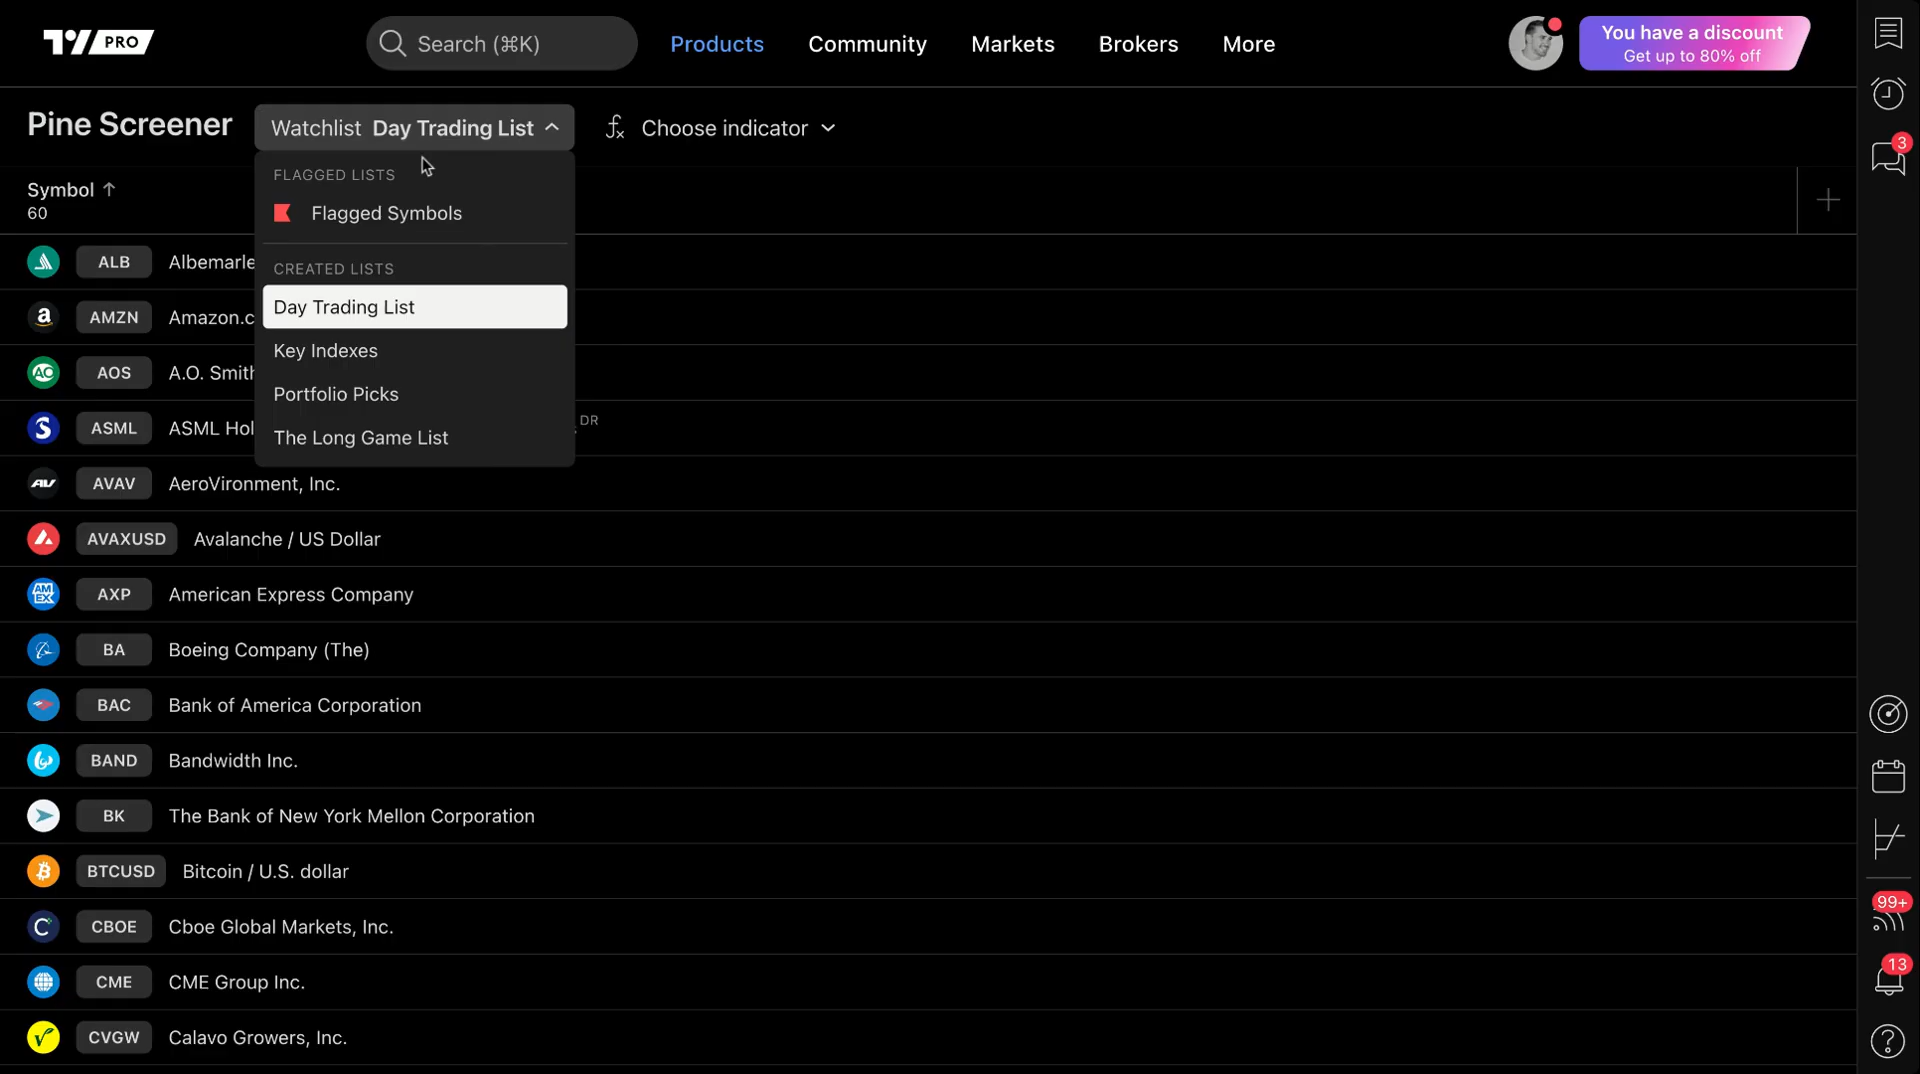 TV PRO
Search (⌘K)
Products
Community
Markets
Brokers
More
You have a discount
Get up to 80% off
Pine Screener
Watchlist Day Trading List
Choose indicator
3
FLAGGED LISTS
Flagged Symbols
Symbol ↑
60
CREATED LISTS
Day Trading List
Key Indexes
Portfolio Picks
The Long Game List
ALB Albemarle
AMZN Amazon.c
AOS A.O. Smith
ASML ASML Hol DR
AVAV AeroVironment, Inc.
AVAXUSD Avalanche / US Dollar
AXP American Express Company
BA Boeing Company (The)
BAC Bank of America Corporation
BAND Bandwidth Inc.
BK The Bank of New York Mellon Corporation
BTCUSD Bitcoin / U.S. dollar
CBOE Cboe Global Markets, Inc.
CME CME Group Inc.
CVGW Calavo Growers, Inc.
99+
13